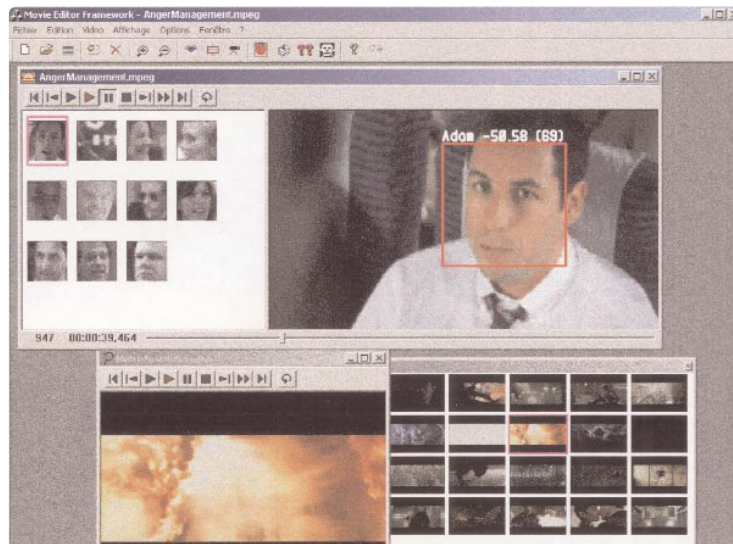 Movie Editor Framework - AngerManagement.mpeg
Fichier Edition Video Affichage Options Fenêtre ?
AngerManagement.mpeg
Adam -50.58 (69)
947 00:00:39,464